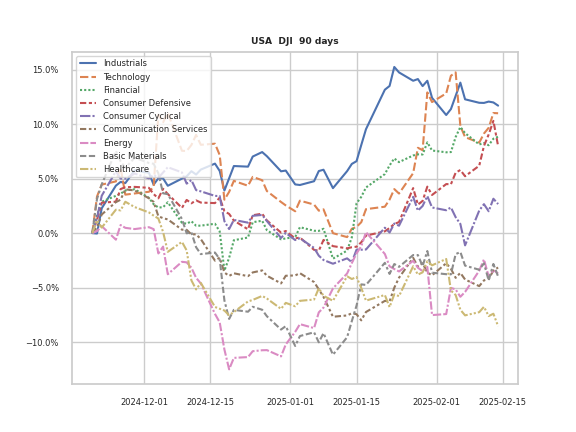 USA DJI 90 days
Industrials
Technology
Financial
Consumer Defensive
Consumer Cyclical
Communication Services
Energy
Basic Materials
Healthcare
15.0%
10.0%
5.0%
0.0%
−5.0%
−10.0%
2024-12-01 2024-12-15 2025-01-01 2025-01-15 2025-02-01 2025-02-15